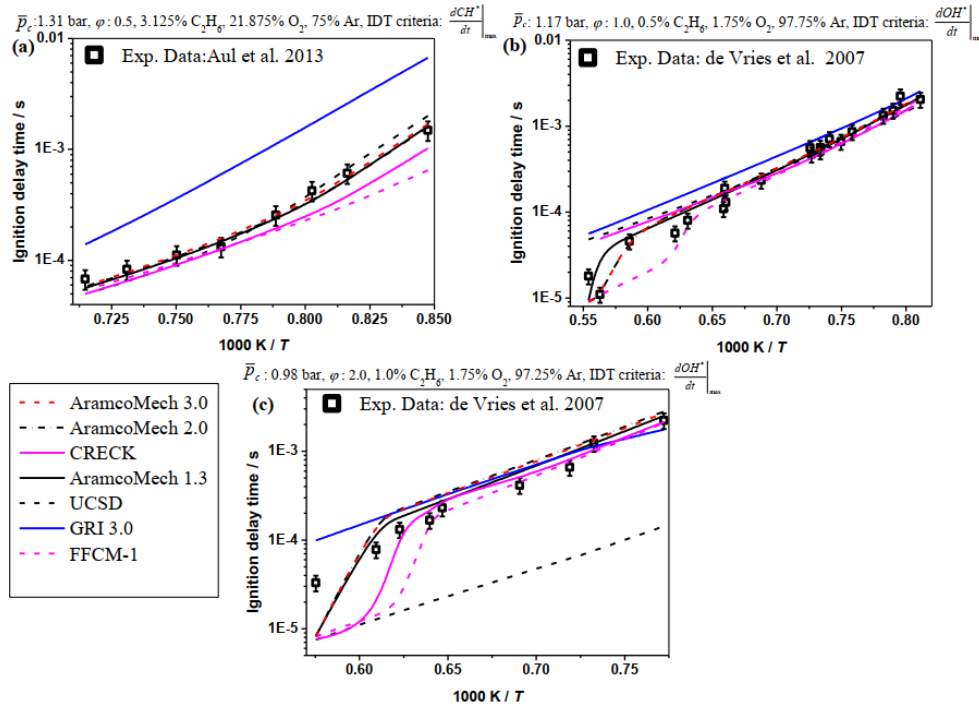 p̅c : 1.31 bar, φ : 0.5, 3.125% C2H6, 21.875% O2, 75% Ar, IDT criteria: dCH*/dt|max
(a)
Exp. Data:Aul et al. 2013
0.01
1E-3
1E-4
Ignition delay time / s
0.725 0.750 0.775 0.800 0.825 0.850
1000 K / T
p̅c : 1.17 bar, φ : 1.0, 0.5% C2H6, 1.75% O2, 97.75% Ar, IDT criteria: dOH*/dt|m
(b)
Exp. Data: de Vries et al. 2007
0.01
1E-3
1E-4
1E-5
Ignition delay time / s
0.55 0.60 0.65 0.70 0.75 0.80
1000 K / T
p̅c : 0.98 bar, φ : 2.0, 1.0% C2H6, 1.75% O2, 97.25% Ar, IDT criteria: dOH*/dt|max
(c)
Exp. Data: de Vries et al. 2007
1E-3
1E-4
1E-5
Ignition delay time / s
0.60 0.65 0.70 0.75
1000 K / T
AramcoMech 3.0
AramcoMech 2.0
CRECK
AramcoMech 1.3
UCSD
GRI 3.0
FFCM-1